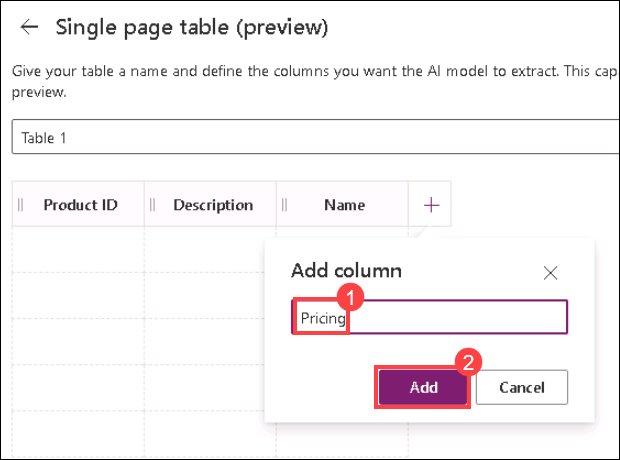 Single page table (preview)
Give your table a name and define the columns you want the AI model to extract. This cap
preview.
Table 1
Product ID Description Name +
Add column
1
Pricing
2
Add Cancel